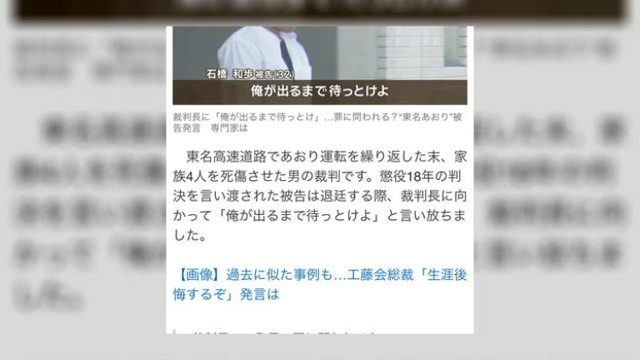 石橋 和歩 被告(32)
俺が出るまで待っとけよ
裁判長に「俺が出るまで待っとけ」…罪に問われる?“東名あおり”被
告発言 専門家は
東名高速道路であおり運転を繰り返した末、家
族4人を死傷させた男の裁判です。懲役18年の判
決を言い渡された被告は退廷する際、裁判長に向
かって「俺が出るまで待っとけよ」と言い放ちま
した。
【画像】過去に似た事例も…工藤会総裁「生涯後
悔するぞ」発言は